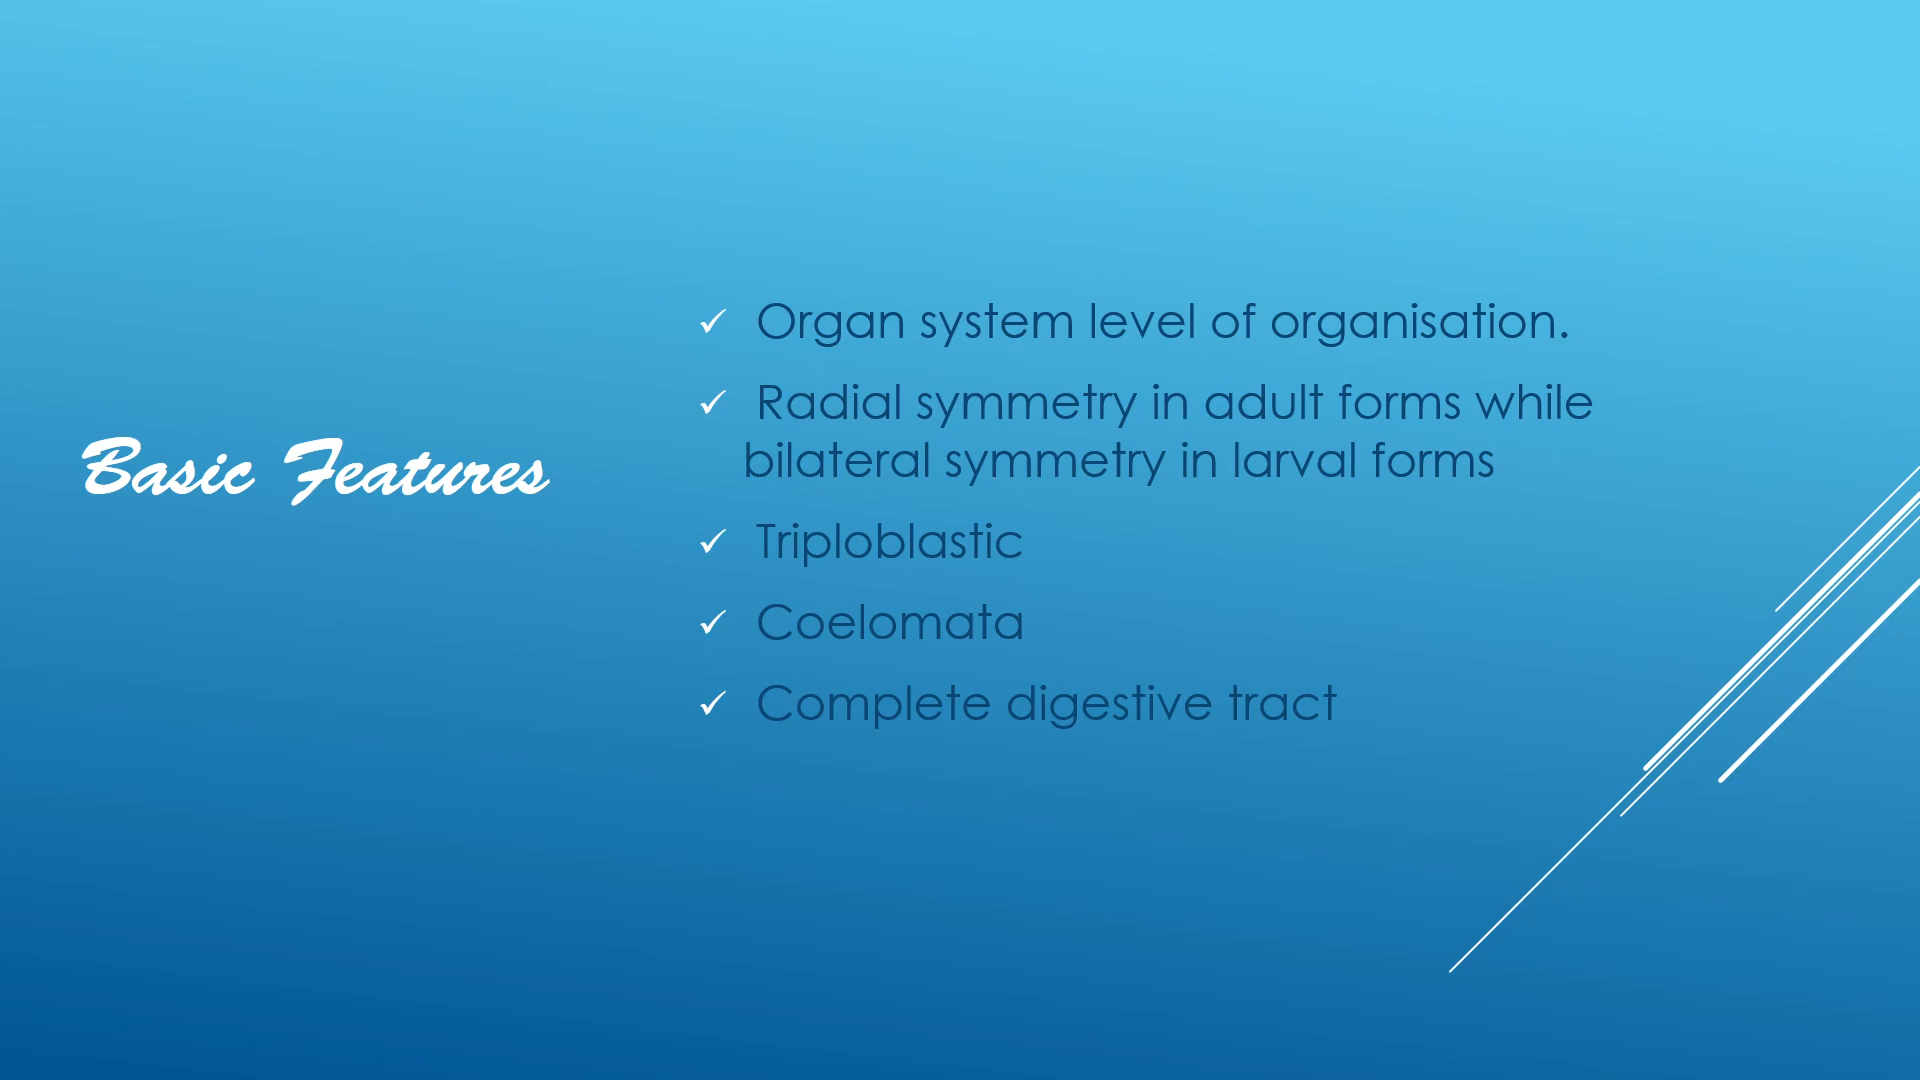 Basic Features
✓ Organ system level of organisation.
✓ Radial symmetry in adult forms while
bilateral symmetry in larval forms
✓ Triploblastic
✓ Coelomata
✓ Complete digestive tract